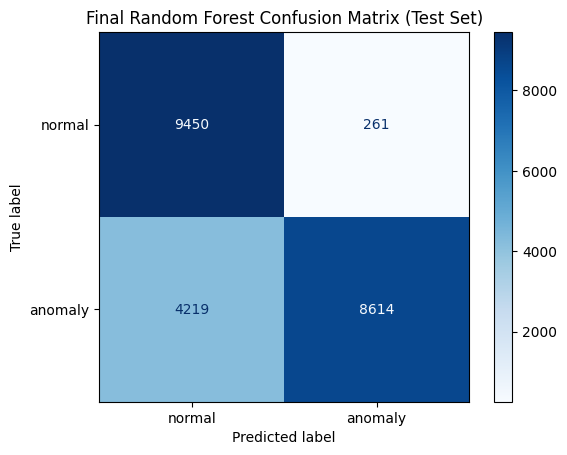 Final Random Forest Confusion Matrix (Test Set)
normal
9450
261
anomaly
4219
8614
normal
anomaly
Predicted label
True label
8000
6000
4000
2000